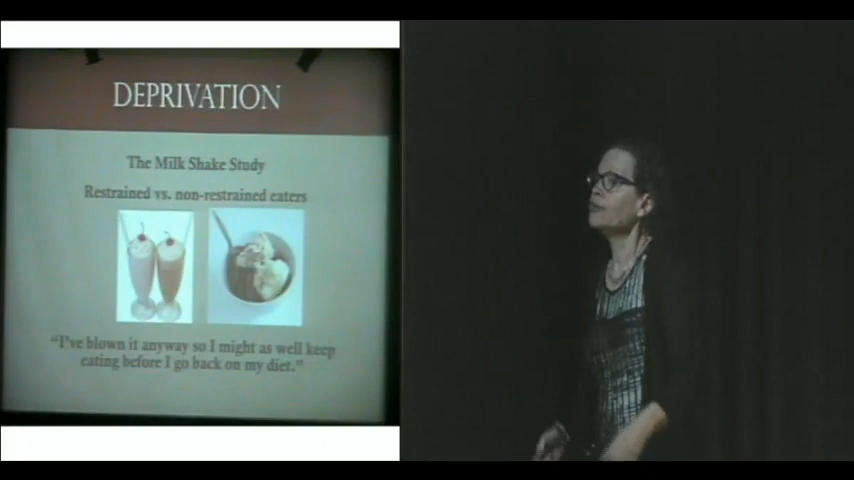 DEPRIVATION
The Milk Shake Study
Restrained vs. non-restrained eaters
“I’ve blown it anyway so I might as well keep
eating before I go back on my diet.”